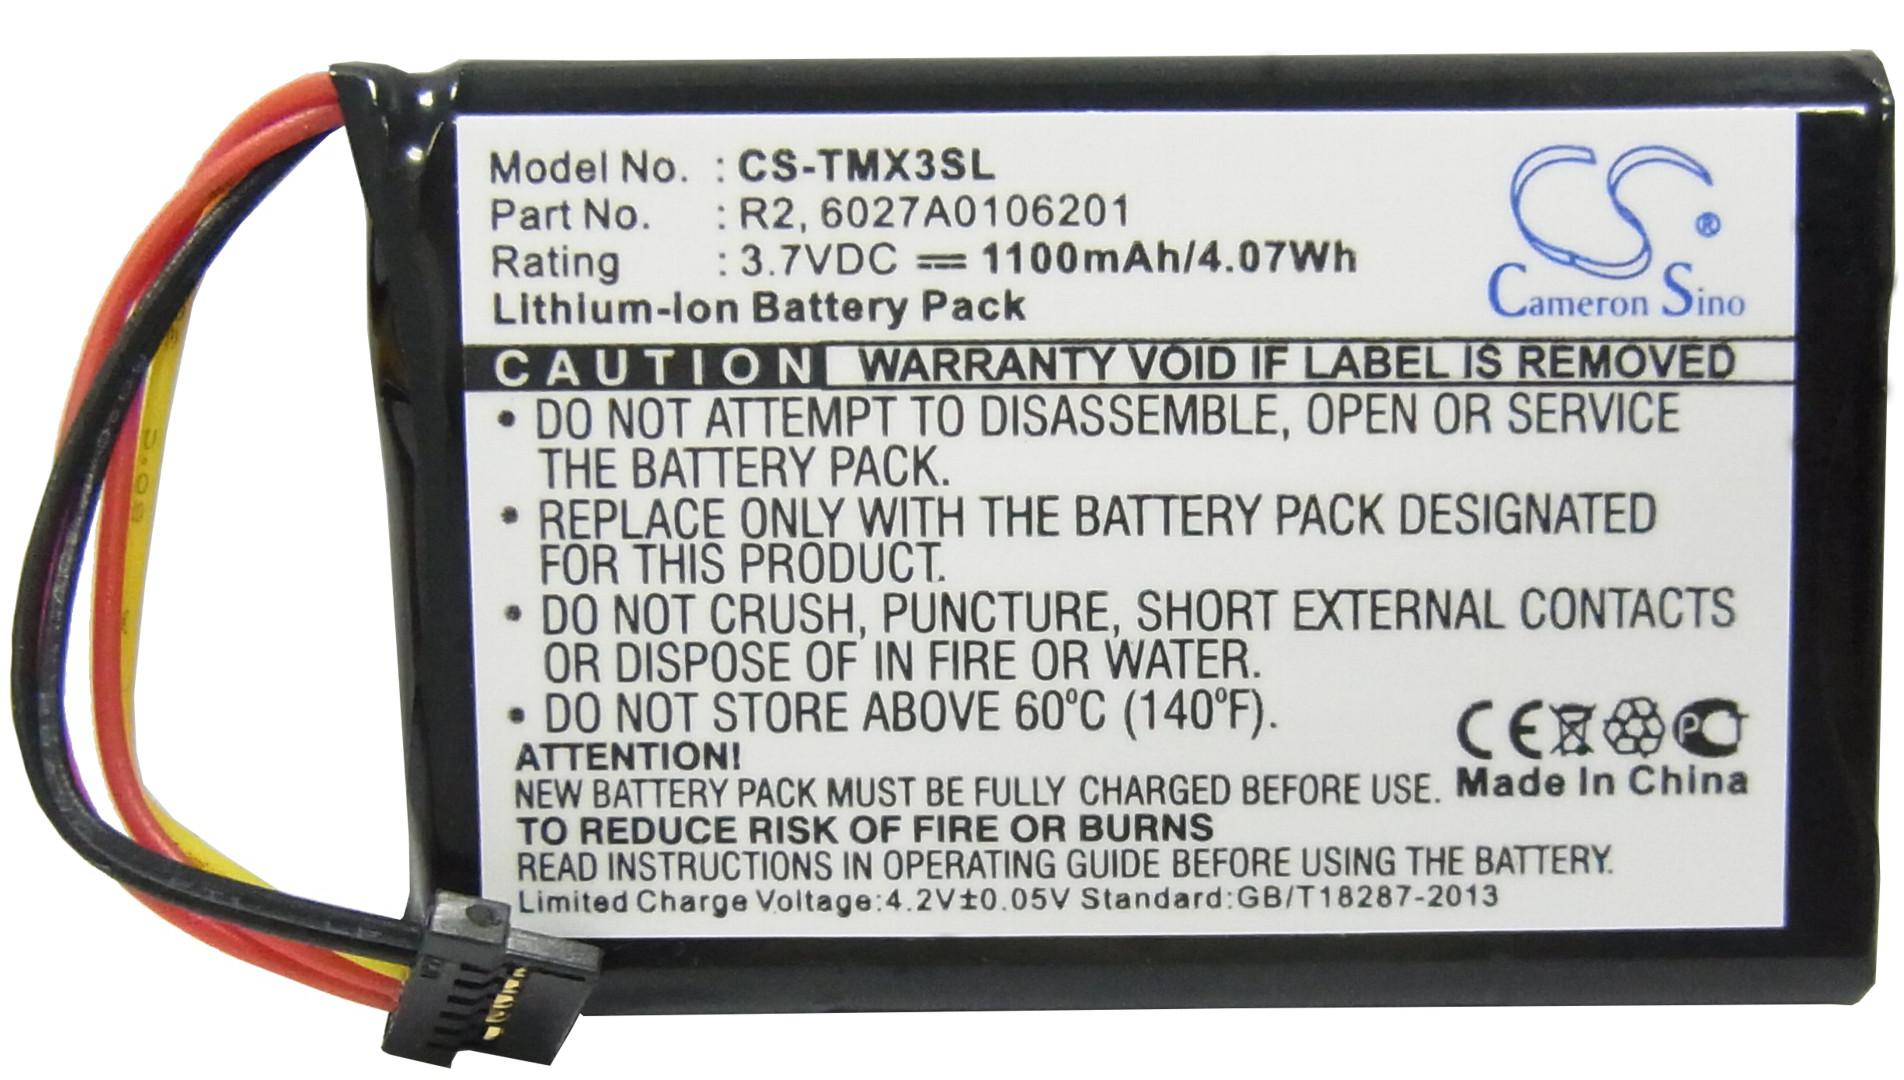 Model No. : CS-TMX3SL
Part No. : R2, 6027A0106201
Rating : 3.7VDC ⎓ 1100mAh/4.07Wh
Lithium-Ion Battery Pack
CS®
Cameron Sino
CAUTION WARRANTY VOID IF LABEL IS REMOVED
• DO NOT ATTEMPT TO DISASSEMBLE, OPEN OR SERVICE
THE BATTERY PACK.
• REPLACE ONLY WITH THE BATTERY PACK DESIGNATED
FOR THIS PRODUCT.
• DO NOT CRUSH, PUNCTURE, SHORT EXTERNAL CONTACTS
OR DISPOSE OF IN FIRE OR WATER.
• DO NOT STORE ABOVE 60°C (140°F).
CE PC
Made In China
ATTENTION!
NEW BATTERY PACK MUST BE FULLY CHARGED BEFORE USE.
TO REDUCE RISK OF FIRE OR BURNS
READ INSTRUCTIONS IN OPERATING GUIDE BEFORE USING THE BATTERY.
Limited Charge Voltage:4.2V±0.05V Standard:GB/T18287-2013